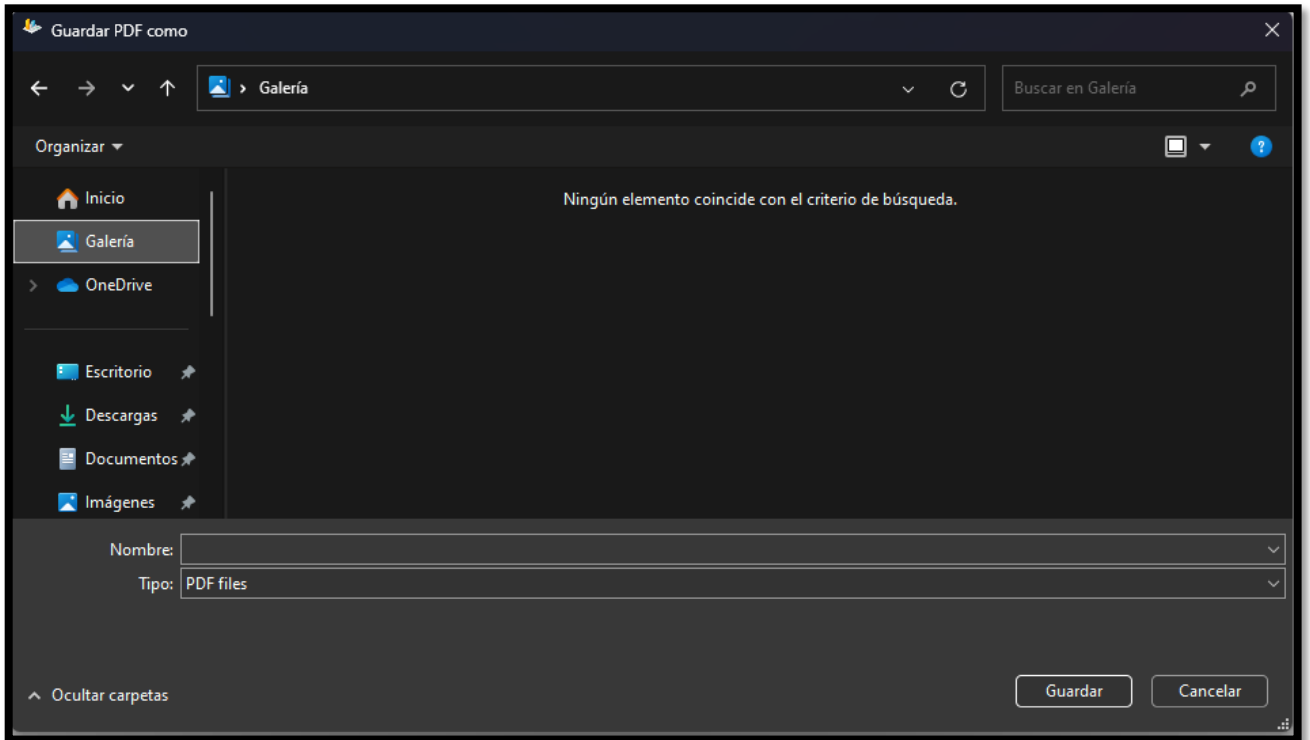 Guardar PDF como
Galería
Buscar en Galería
Organizar
Inicio
Ningún elemento coincide con el criterio de búsqueda.
Galería
OneDrive
Escritorio
Descargas
Documentos
Imágenes
Nombre:
Tipo: PDF files
Ocultar carpetas
Guardar
Cancelar